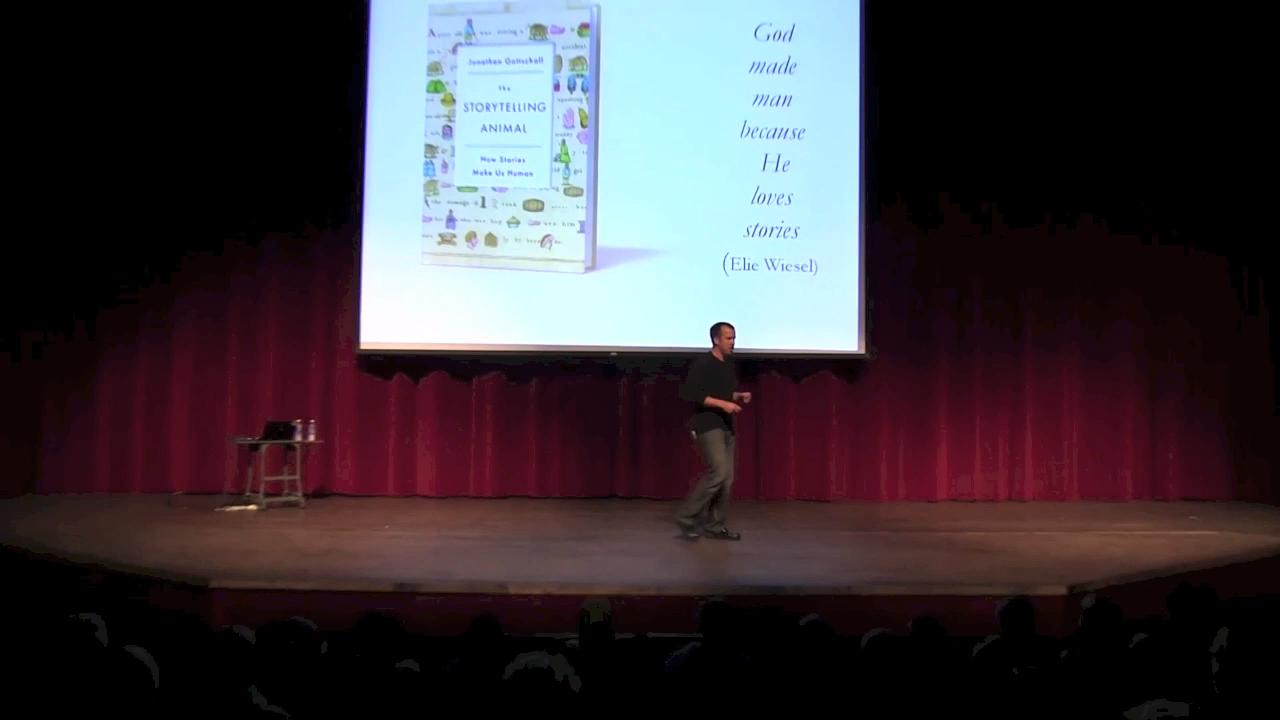 Jonathan Gottschall
the
STORYTELLING
ANIMAL
How Stories
Make Us Human
God
made
man
because
He
loves
stories
(Elie Wiesel)